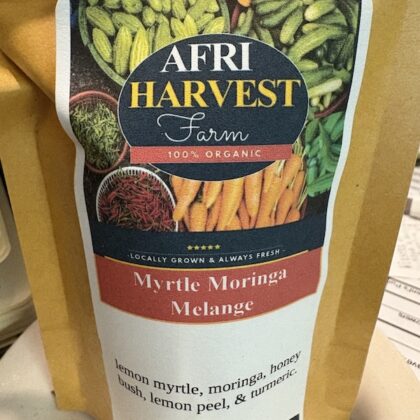 AFRI
HARVEST
Farm
100% ORGANIC
-LOCALLY GROWN & ALWAYS FRESH-
Myrtle Moringa
Melange
lemon myrtle, moringa, honey
bush, lemon peel, & turmeric.